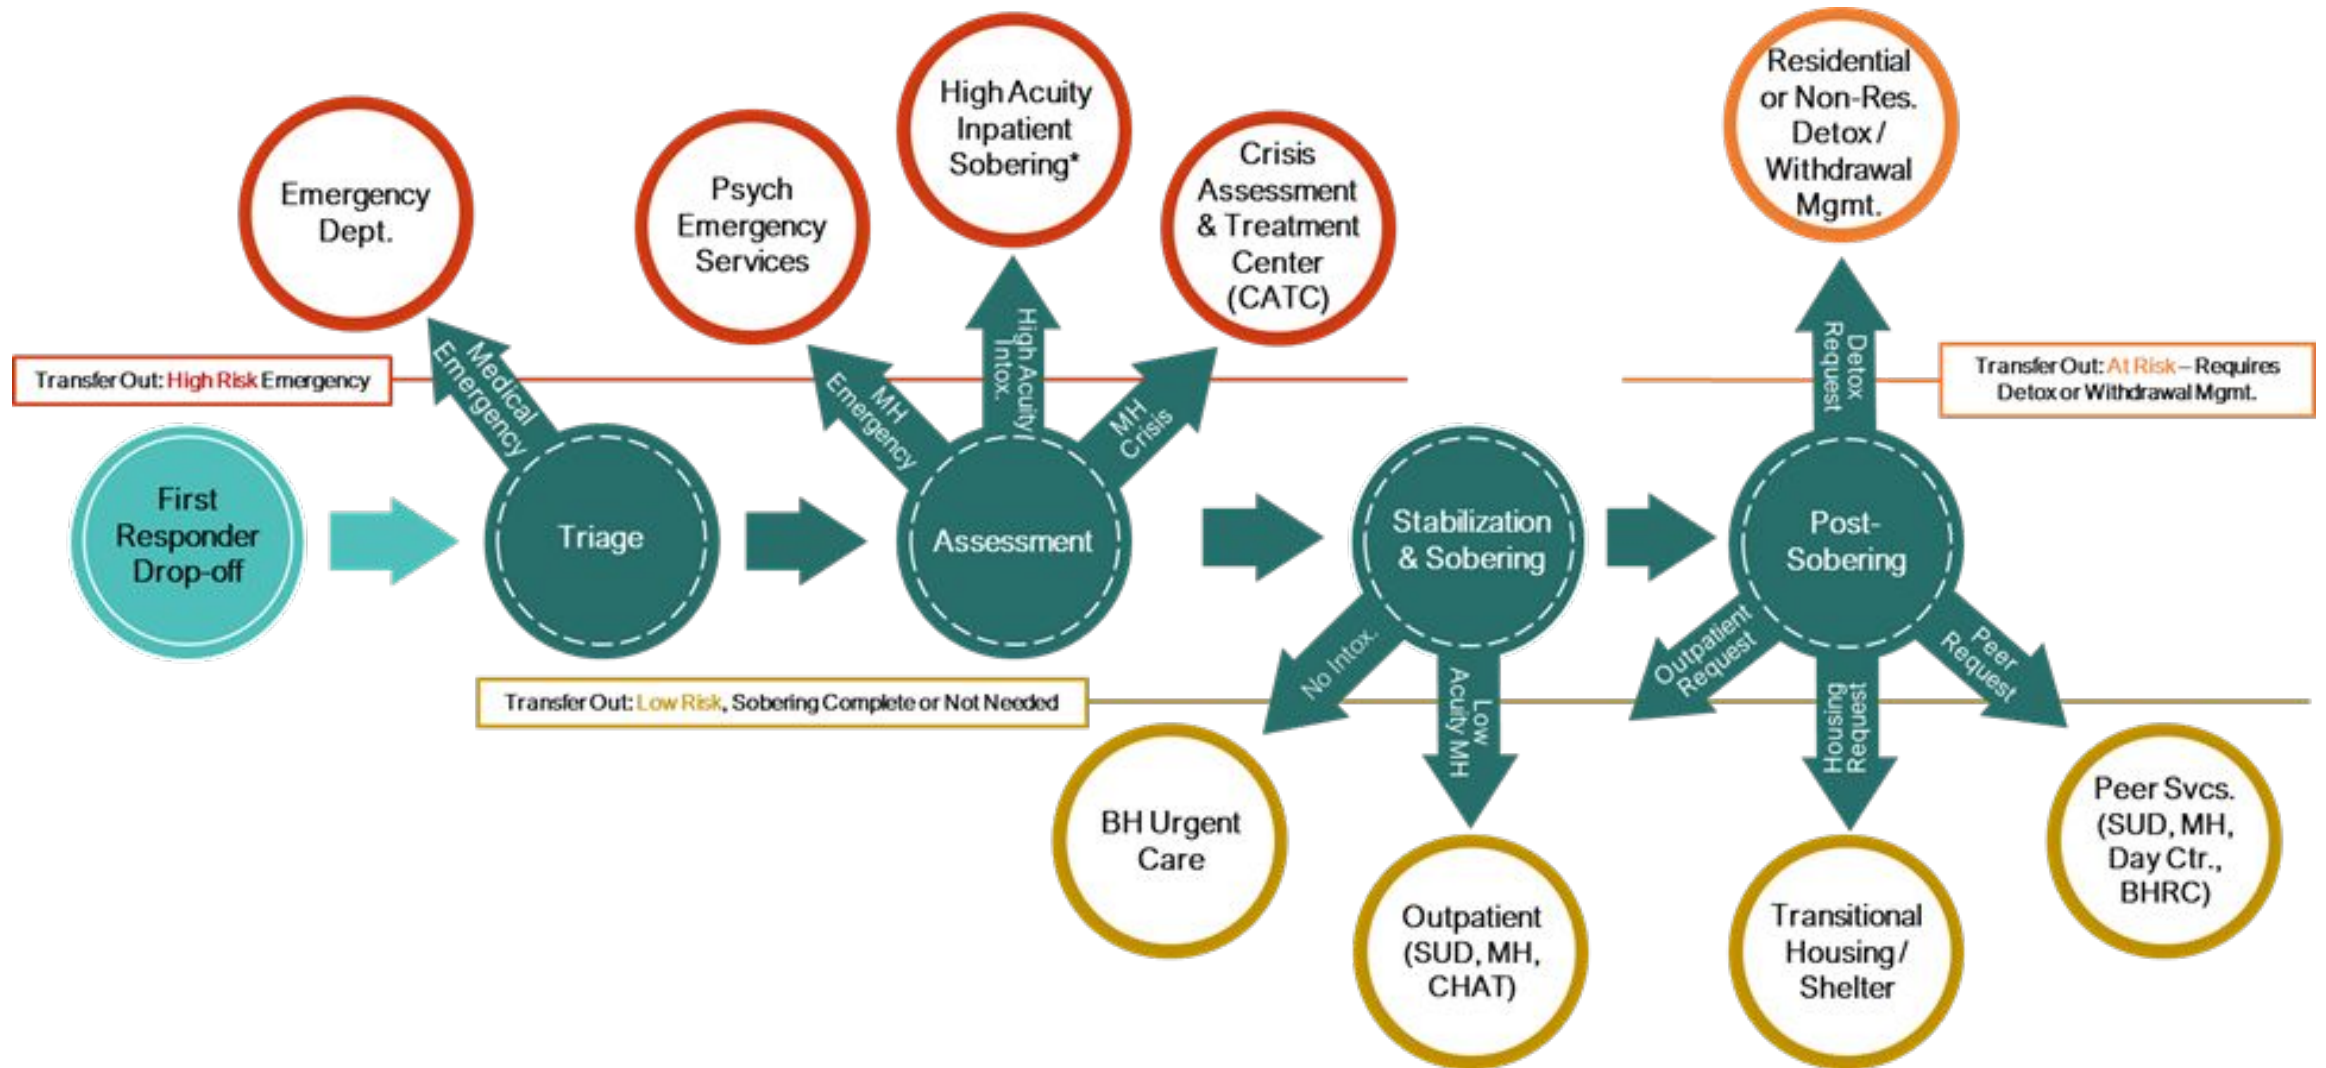 Emergency
Dept.
Psych
Emergency
Services
High Acuity
Inpatient
Sobering*
Crisis
Assessment
& Treatment
Center
(CATC)
Residential
or Non-Res.
Detox /
Withdrawal
Mgmt.
Transfer Out: High Risk Emergency
Medical
Emergency
MH
Emergency
High Acuity
Intox.
MH
Crisis
Detox
Request
Transfer Out: At Risk – Requires
Detox or Withdrawal Mgmt.
First
Responder
Drop-off
Triage
Assessment
Stabilization
& Sobering
Post-
Sobering
Transfer Out: Low Risk, Sobering Complete or Not Needed
No Intox.
Low
Acuity MH
Outpatient
Request
Housing
Request
Peer
Request
BH Urgent
Care
Outpatient
(SUD, MH,
CHAT)
Transitional
Housing /
Shelter
Peer Svcs.
(SUD, MH,
Day Ctr.,
BHRC)